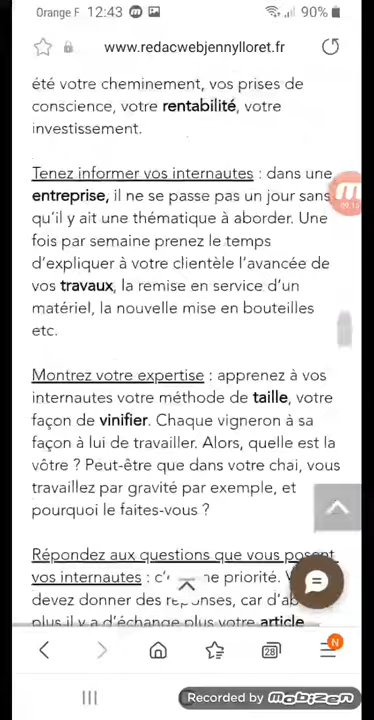 Orange F 12:43 90%
www.redacwebjennylloret.fr
été votre cheminement, vos prises de
conscience, votre rentabilité, votre
investissement.
Tenez informer vos internautes : dans une
entreprise, il ne se passe pas un jour sans
qu'il y ait une thématique à aborder. Une
fois par semaine prenez le temps
d'expliquer à votre clientèle l'avancée de
vos travaux, la remise en service d'un
matériel, la nouvelle mise en bouteilles
etc.
Montrez votre expertise : apprenez à vos
internautes votre méthode de taille, votre
façon de vinifier. Chaque vigneron à sa
façon à lui de travailler. Alors, quelle est la
vôtre ? Peut-être que dans votre chai, vous
travaillez par gravité par exemple, et
pourquoi le faites-vous ?
Répondez aux questions que vous posent
vos internautes : c' ne priorité.
devez donner des réponses, car d'ab
plus il y a d'échange plus votre article
28
N
Recorded by mobizen